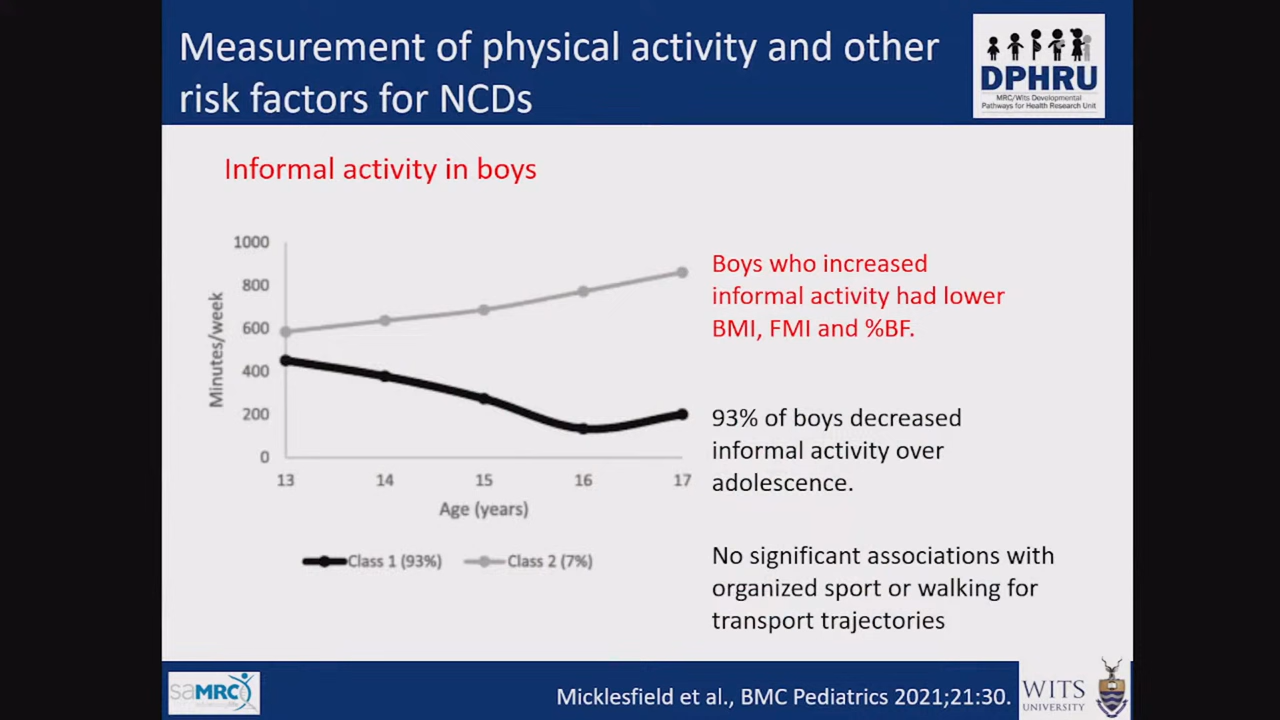 Measurement of physical activity and other
risk factors for NCDs
DPHRU
MRC/Wits Developmental
Pathways for Health Research Unit
Informal activity in boys
1000
800
600
400
200
0
Minutes/week
13 14 15 16 17
Age (years)
Class 1 (93%) Class 2 (7%)
Boys who increased
informal activity had lower
BMI, FMI and %BF.
93% of boys decreased
informal activity over
adolescence.
No significant associations with
organized sport or walking for
transport trajectories
saMRC
Micklesfield et al., BMC Pediatrics 2021;21:30.
WITS
UNIVERSITY